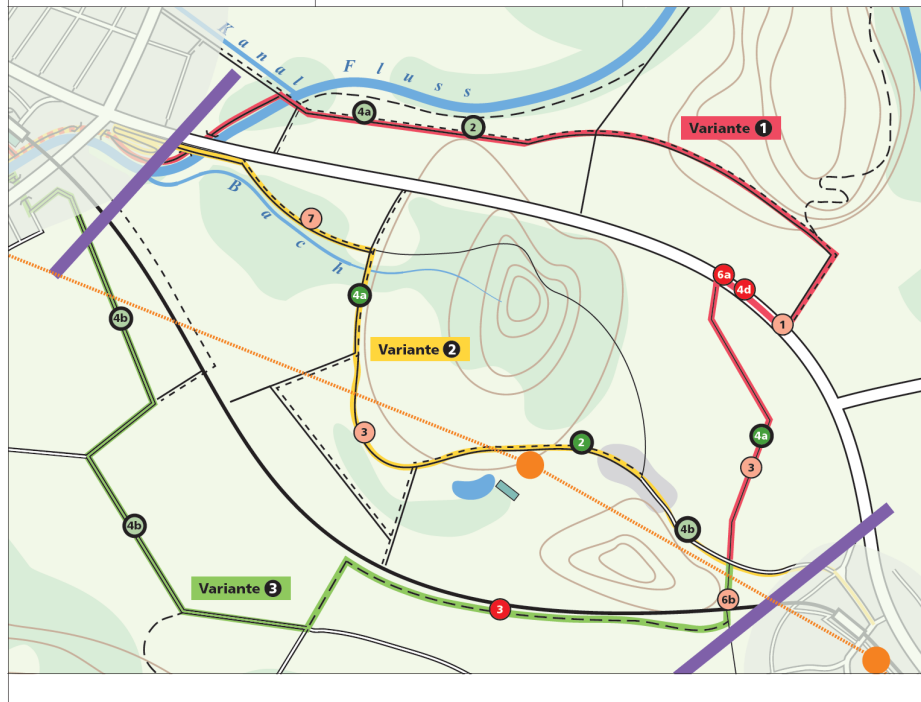 Kanal
Fluss
4a
2
Variante 1
Bach
7
6a
4d
1
4a
4b
Variante 2
3
2
4a
3
4b
4b
Variante 3
3
6b